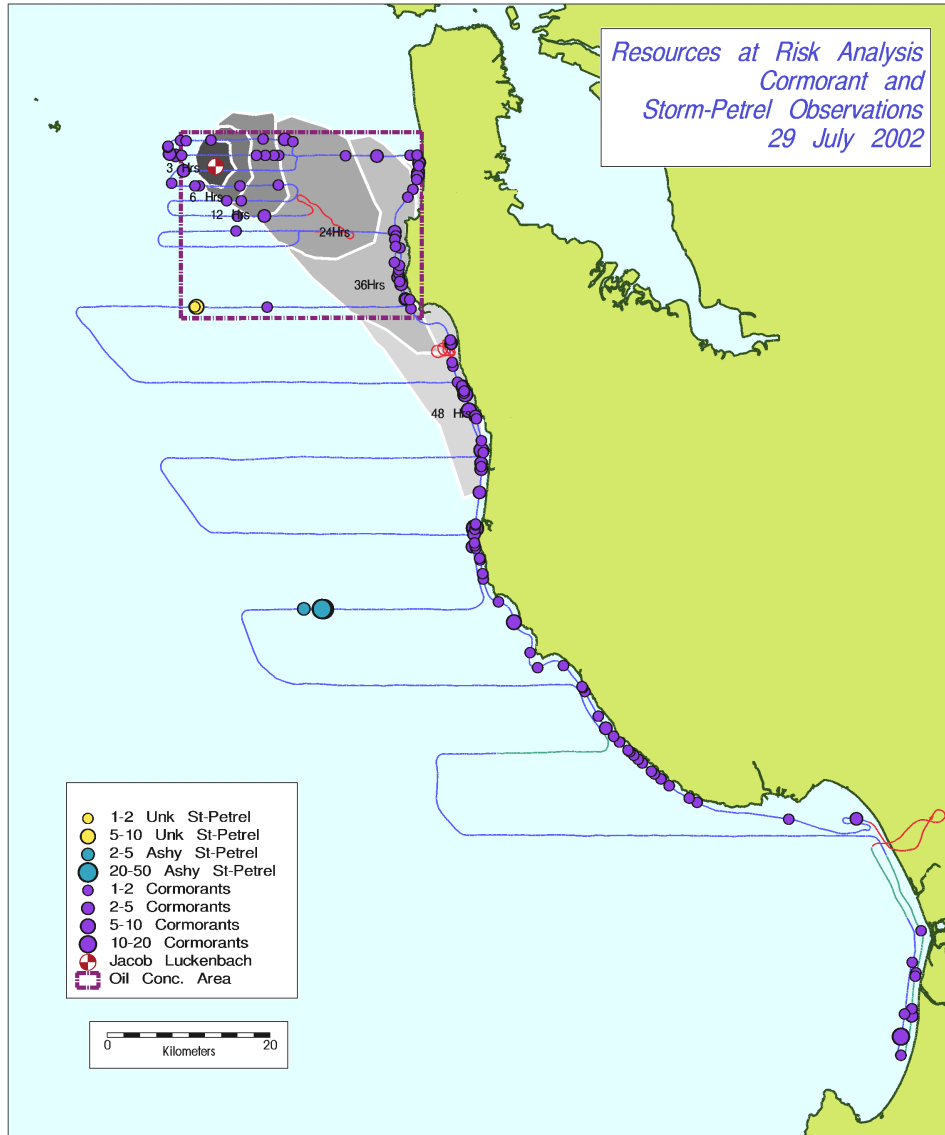 Resources at Risk Analysis
Cormorant and
Storm-Petrel Observations
29 July 2002
3 Hrs
6 Hrs
12 Hrs
24Hrs
36Hrs
48 Hrs
1-2 Unk St-Petrel
5-10 Unk St-Petrel
2-5 Ashy St-Petrel
20-50 Ashy St-Petrel
1-2 Cormorants
2-5 Cormorants
5-10 Cormorants
10-20 Cormorants
Jacob Luckenbach
Oil Conc. Area
0 20
Kilometers